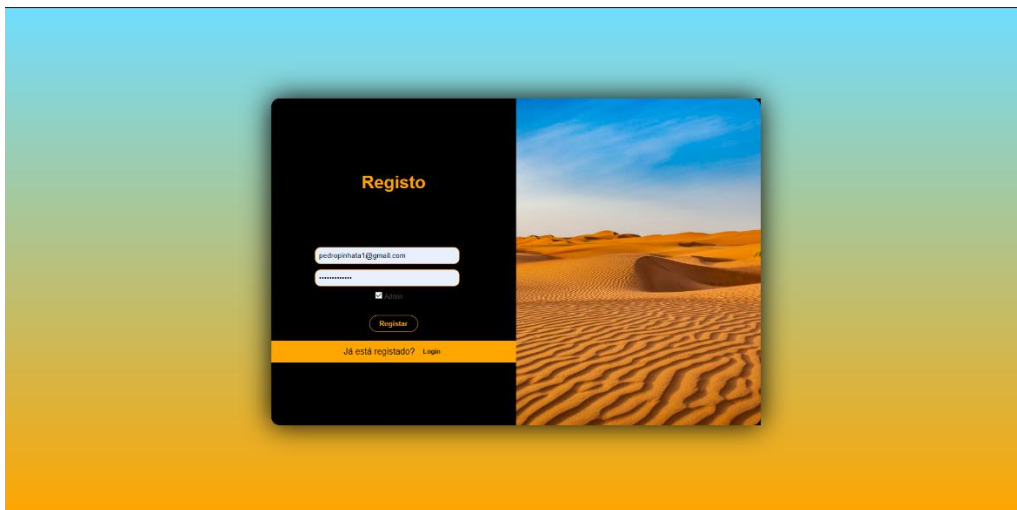 Registo
pedropinhata1@gmail.com
•••••••••••••
Admin
Registar
Já está registado? Login